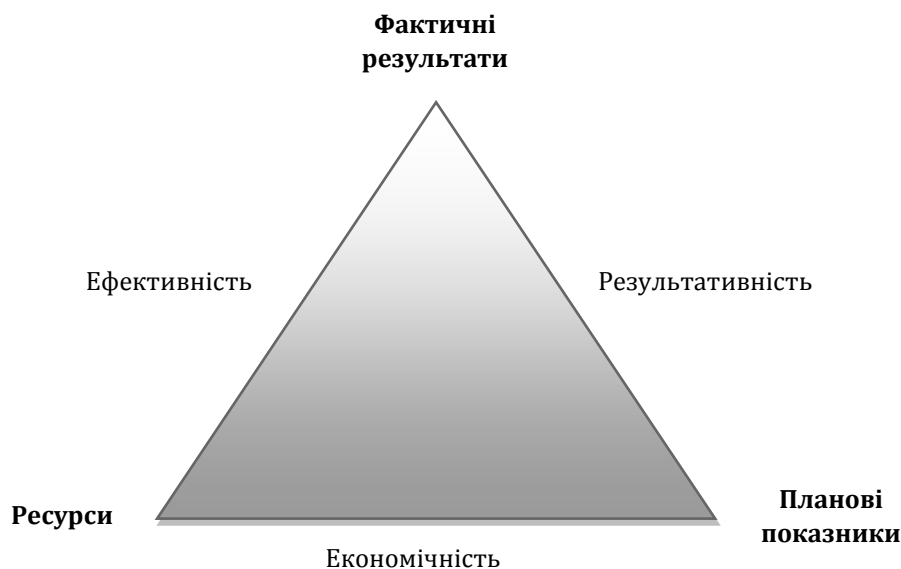 Фактичні
результати
Ефективність
Результативність
Ресурси
Планові
показники
Економічність